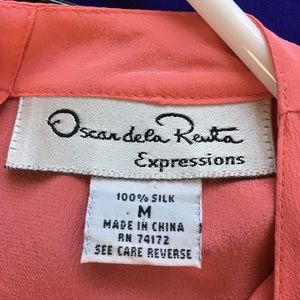 Oscar de la Renta
Expressions
100% SILK
M
MADE IN CHINA
RN 74172
SEE CARE REVERSE